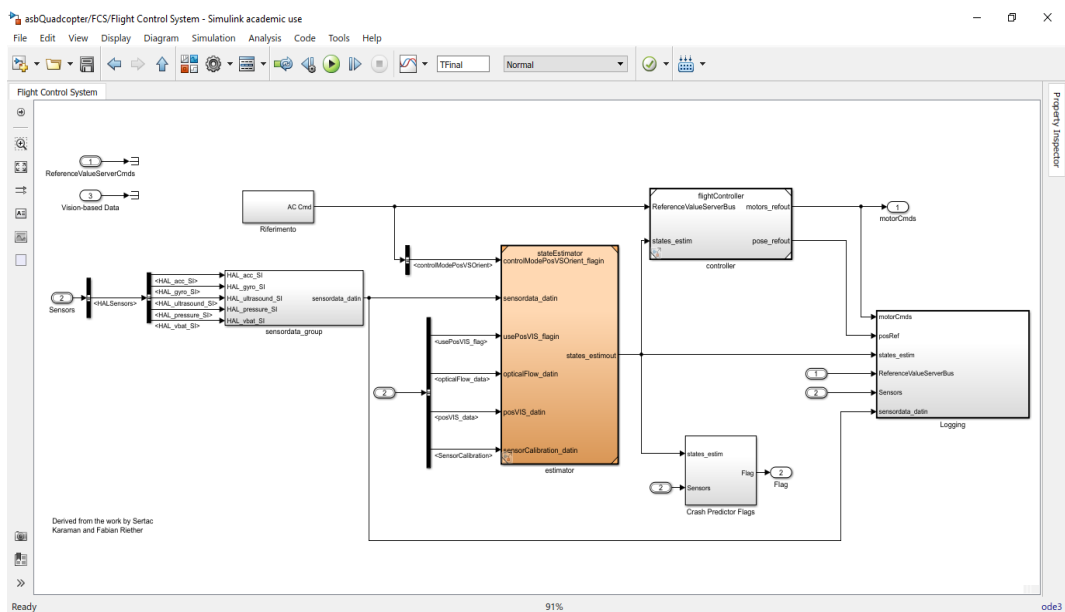 asbQuadcopter/FCS/Flight Control System - Simulink academic use
File Edit View Display Diagram Simulation Analysis Code Tools Help
TFinal
Normal
Flight Control System
Property Inspector
1
ReferenceValueServerCmds
3
Vision-based Data
AC Cmd
Riferimento
flightController
ReferenceValueServerBus
motors_refout
states_estim
pose_refout
controller
1
motorCmds
<controlModePosVSOrient_flagin>
stateEstimator
controlModePosVSOrient_flagin
sensordata_datin
usePosVIS_flagin
opticalFlow_datin
posVIS_datin
sensorCalibration_datin
states_estimout
estimator
2
Sensors
<HALSensors>
<HAL_acc_SI>
<HAL_gyro_SI>
<HAL_ultrasound_SI>
<HAL_pressure_SI>
<HAL_vbat_SI>
HAL_acc_SI
HAL_gyro_SI
HAL_ultrasound_SI
HAL_pressure_SI
HAL_vbat_SI
sensordata_datin
sensordata_group
2
<usePosVIS_flag>
<opticalFlow_data>
<posVIS_data>
<SensorCalibration>
motorCmds
posRef
states_estim
ReferenceValueServerBus
Sensors
sensordata_datin
Logging
1
2
states_estim
Sensors
Flag
Crash Predictor Flags
2
2
Flag
Derived from the work by Sertac
Karaman and Fabian Riether
Ready
91%
ode3